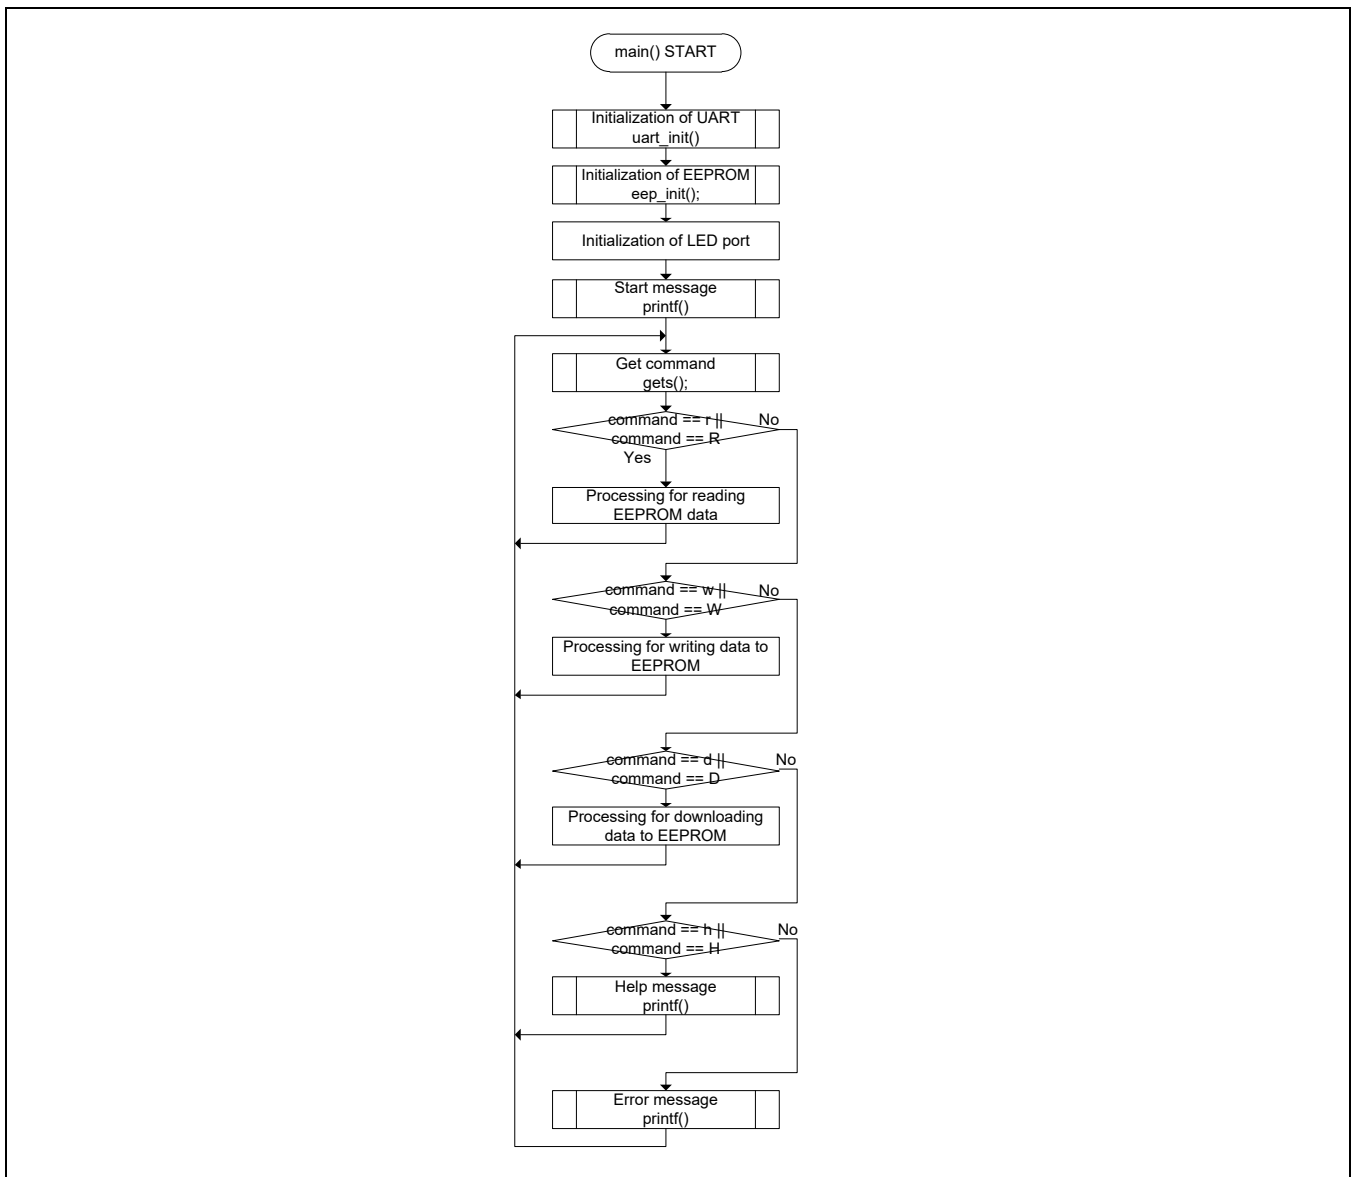 main() START
Initialization of UART
uart_init()
Initialization of EEPROM
eep_init();
Initialization of LED port
Start message
printf()
Get command
gets();
command == r ||
command == R
No
Yes
Processing for reading
EEPROM data
command == w ||
command == W
No
Processing for writing data to
EEPROM
command == d ||
command == D
No
Processing for downloading
data to EEPROM
command == h ||
command == H
No
Help message
printf()
Error message
printf()